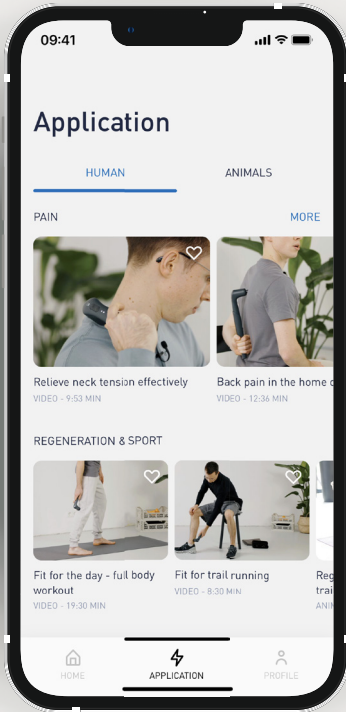 09:41
Application
HUMAN ANIMALS
PAIN MORE
Relieve neck tension effectively
VIDEO - 9:53 MIN
Back pain in the home
VIDEO - 12:36 MIN
REGENERATION & SPORT
Fit for the day - full body
workout
VIDEO - 19:30 MIN
Fit for trail running
VIDEO - 8:30 MIN
Reg
trai
HOME APPLICATION PROFILE